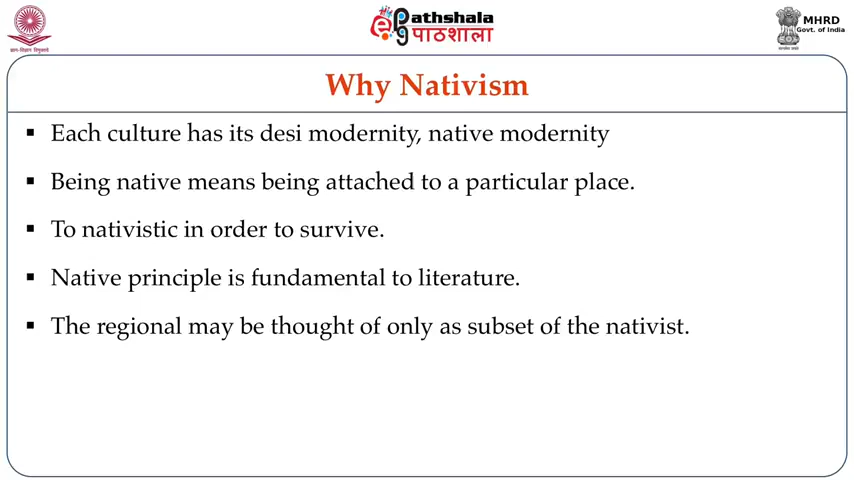 ePathshala
पाठशाला
MHRD
Govt. of India
Why Nativism
▪ Each culture has its desi modernity, native modernity
▪ Being native means being attached to a particular place.
▪ To nativistic in order to survive.
▪ Native principle is fundamental to literature.
▪ The regional may be thought of only as subset of the nativist.